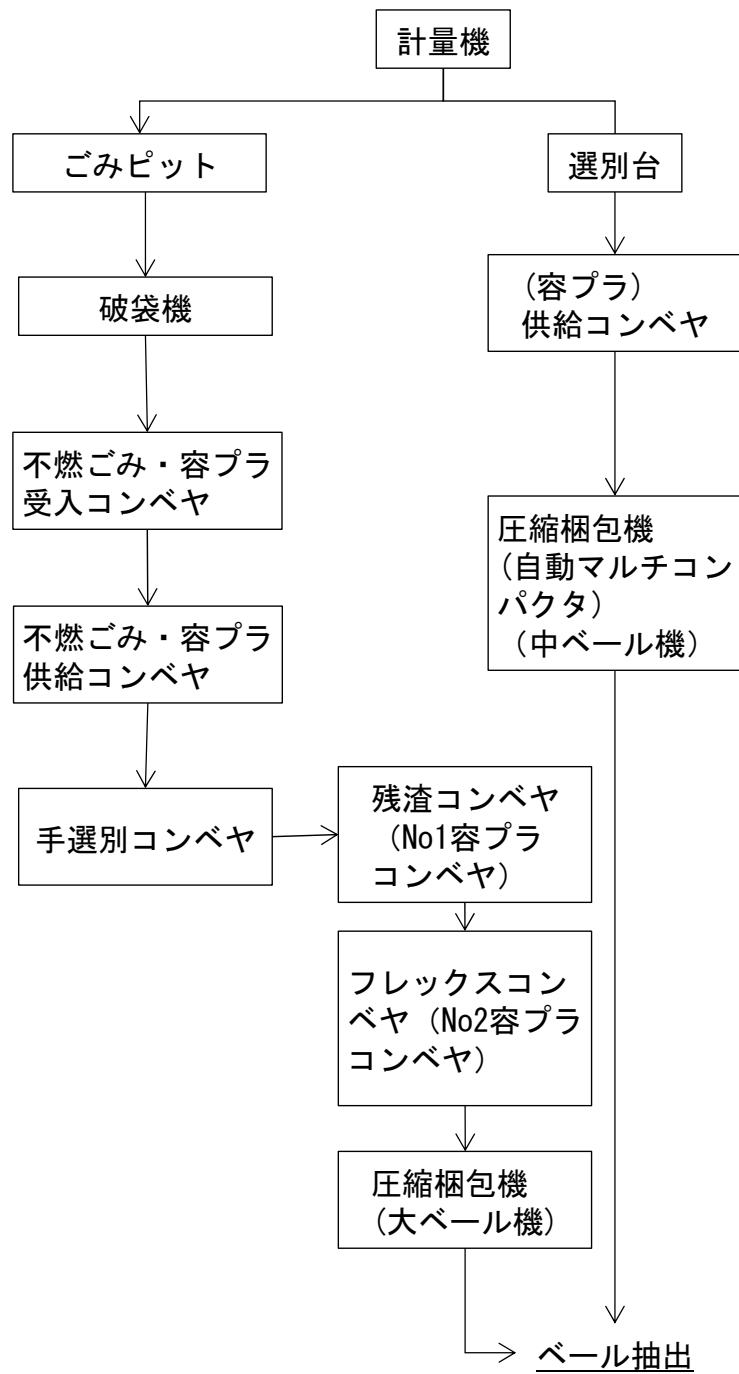 計量機
ごみピット
選別台
破袋機
(容プラ)
供給コンベヤ
不燃ごみ・容プラ
受入コンベヤ
圧縮梱包機
(自動マルチコン
パクタ)
(中ベール機)
不燃ごみ・容プラ
供給コンベヤ
手選別コンベヤ
残渣コンベヤ
(No1容プラ
コンベヤ)
フレックスコン
ベヤ(No2容プラ
コンベヤ)
圧縮梱包機
(大ベール機)
ベール抽出